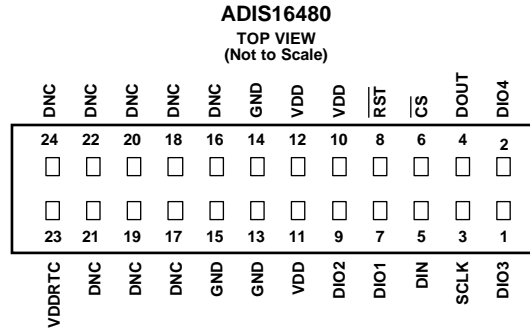 ADIS16480
TOP VIEW
(Not to Scale)
DNC DNC DNC DNC DNC GND VDD VDD RST CS DOUT DIO4
24 22 20 18 16 14 12 10 8 6 4 2
23 21 19 17 15 13 11 9 7 5 3 1
VDDRTC DNC DNC DNC GND GND VDD DIO2 DIO1 DIN SCLK DIO3